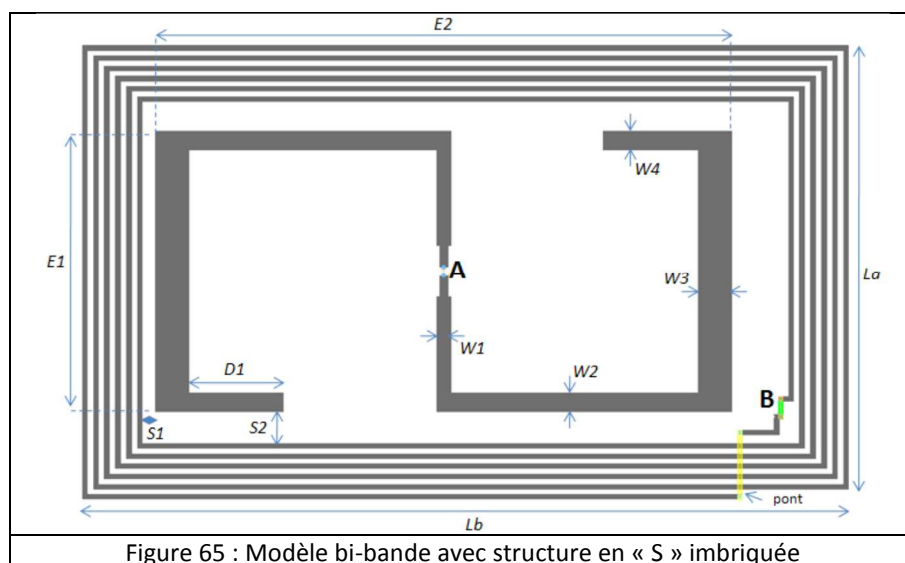 E2
W4
E1
A
La
W3
W1
D1
W2
B
S1
S2
pont
Lb
Figure 65 : Modèle bi-bande avec structure en « S » imbriquée